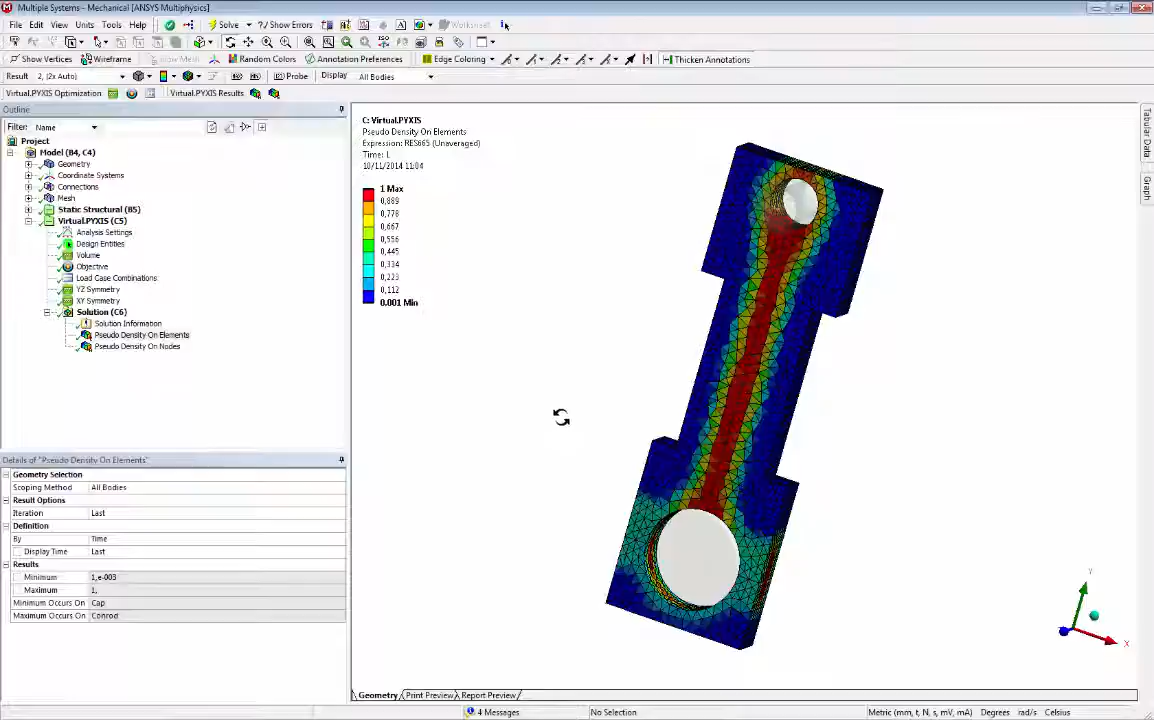 Multiple Systems - Mechanical [ANSYS Multiphysics]
File Edit View Units Tools Help Solve ?/Show Errors Worksheet
Show Vertices Wireframe Show Mesh Random Colors Annotation Preferences Edge Coloring Thicken Annotations
Result 2, (2x Auto) Probe Display All Bodies
Virtual.PYXIS Optimization Virtual.PYXIS Results
Outline
Filter: Name
Project
Model (B4, C4)
Geometry
Coordinate Systems
Connections
Mesh
Static Structural (B5)
Virtual.PYXIS (C5)
Analysis Settings
Design Entities
Volume
Objective
Load Case Combinations
YZ Symmetry
XY Symmetry
Solution (C6)
Solution Information
Pseudo Density On Elements
Pseudo Density On Nodes
Details of "Pseudo Density On Elements"
Geometry Selection
Scoping Method All Bodies
Result Options
Iteration Last
Definition
By Time
Display Time Last
Results
Minimum 1,e-003
Maximum 1,
Minimum Occurs On Cap
Maximum Occurs On Conrod
C: Virtual.PYXIS
Pseudo Density On Elements
Expression: RES665 (Unaveraged)
Time: 1
10/11/2014 11:04
1 Max
0,889
0,778
0,667
0,556
0,445
0,334
0,223
0,112
0.001 Min
Tabular Data
Graph
Y
X
Geometry Print Preview Report Preview
4 Messages No Selection Metric (mm, t, N, s, mV, mA) Degrees rad/s Celsius